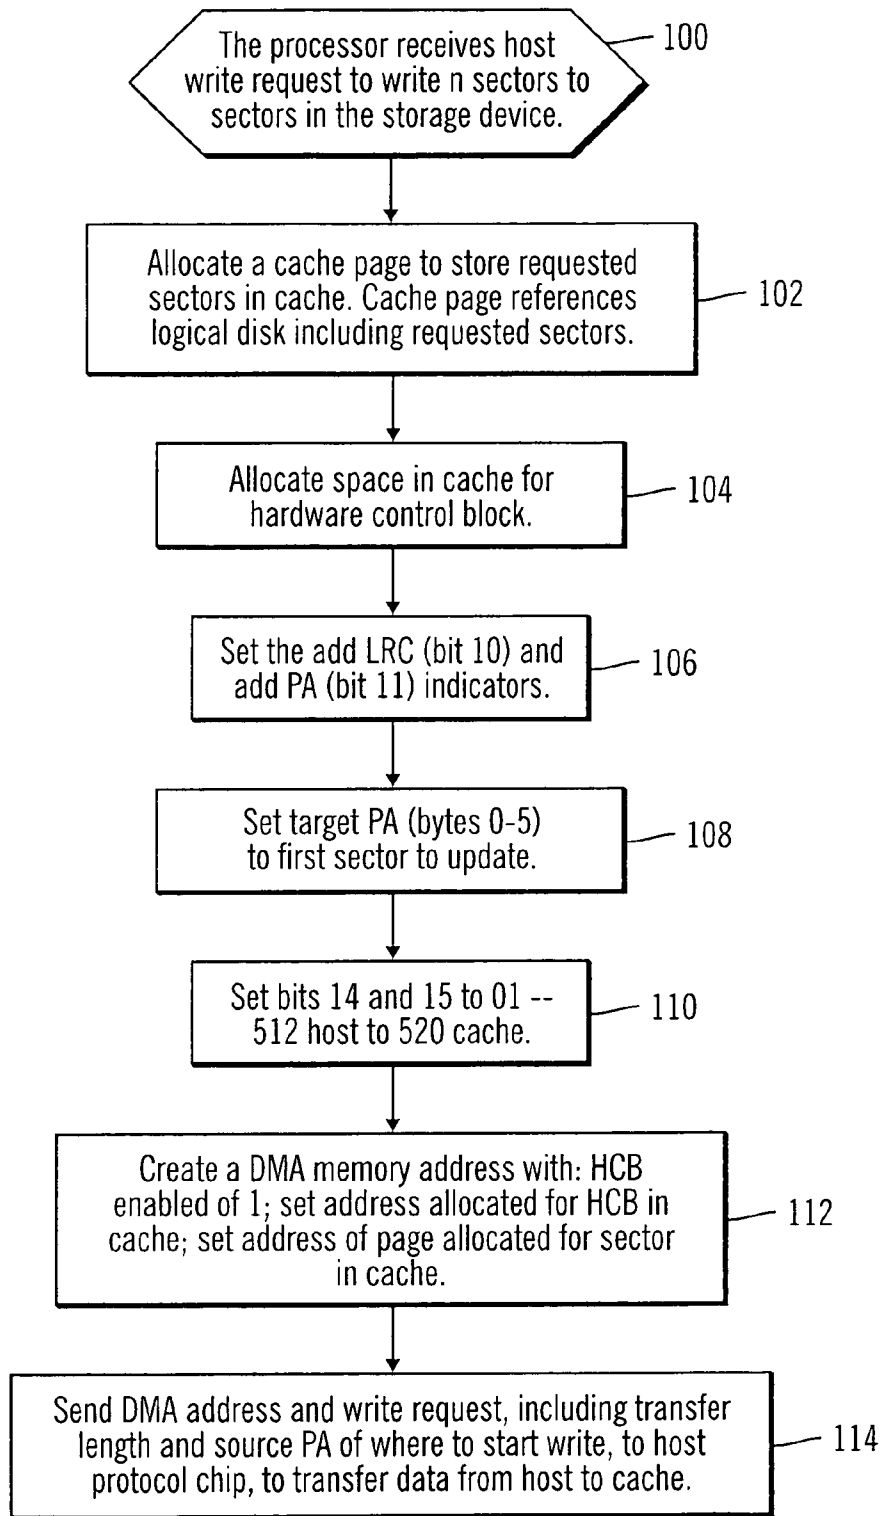 The processor receives host
write request to write n sectors to
sectors in the storage device.
100
Allocate a cache page to store requested
sectors in cache. Cache page references
logical disk including requested sectors.
102
Allocate space in cache for
hardware control block.
104
Set the add LRC (bit 10) and
add PA (bit 11) indicators.
106
Set target PA (bytes 0-5)
to first sector to update.
108
Set bits 14 and 15 to 01 --
512 host to 520 cache.
110
Create a DMA memory address with: HCB
enabled of 1; set address allocated for HCB in
cache; set address of page allocated for sector
in cache.
112
Send DMA address and write request, including transfer
length and source PA of where to start write, to host
protocol chip, to transfer data from host to cache.
114